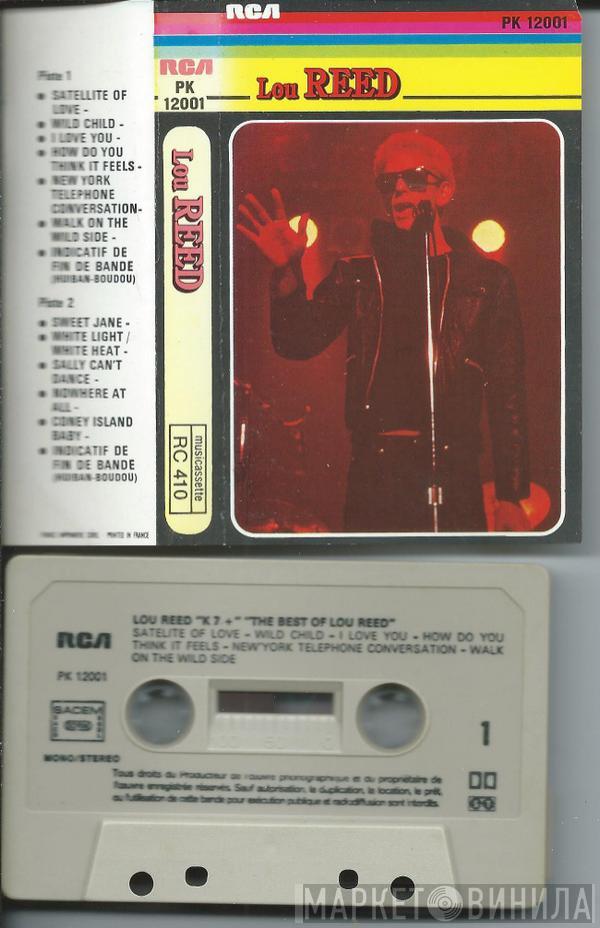 Piste 1
SATELLITE OF
LOVE -
WILD CHILD -
I LOVE YOU -
HOW DO YOU
THINK IT FEELS -
NEW YORK
TELEPHONE
CONVERSATION-
WALK ON THE
WILD SIDE -
INDICATIF DE
FIN DE BANDE
(HUIBAN-BOUDOU)
Piste 2
SWEET JANE -
WHITE LIGHT/
WHITE HEAT -
SALLY CAN'T
DANCE -
NOWHERE AT
ALL -
CONEY ISLAND
BABY -
INDICATIF DE
FIN DE BANDE
(HUIBAN-BOUDOU)
PRINTED IN FRANCE
RCA
PK 12001
RCA
PK
12001
Lou REED
Lou REED
musicassette
RC 410
LOU REED "K 7 +" "THE BEST OF LOU REED"
SATELITE OF LOVE - WILD CHILD - I LOVE YOU - HOW DO YOU
THINK IT FEELS - NEW'YORK TELEPHONE CONVERSATION - WALK
ON THE WILD SIDE
RCA
PK 12001
SACEM
1
MONO/STEREO
Tous droits du Producteur de l'œuvre phonographique et du propriétaire de
l'œuvre enregistrée réservés. Sauf autorisation, la duplication, la location, le prêt,
ou l'utilisation de cette bande pour exécution publique et radiodiffusion sont interdits.
МАРКЕТ ВИНИЛА